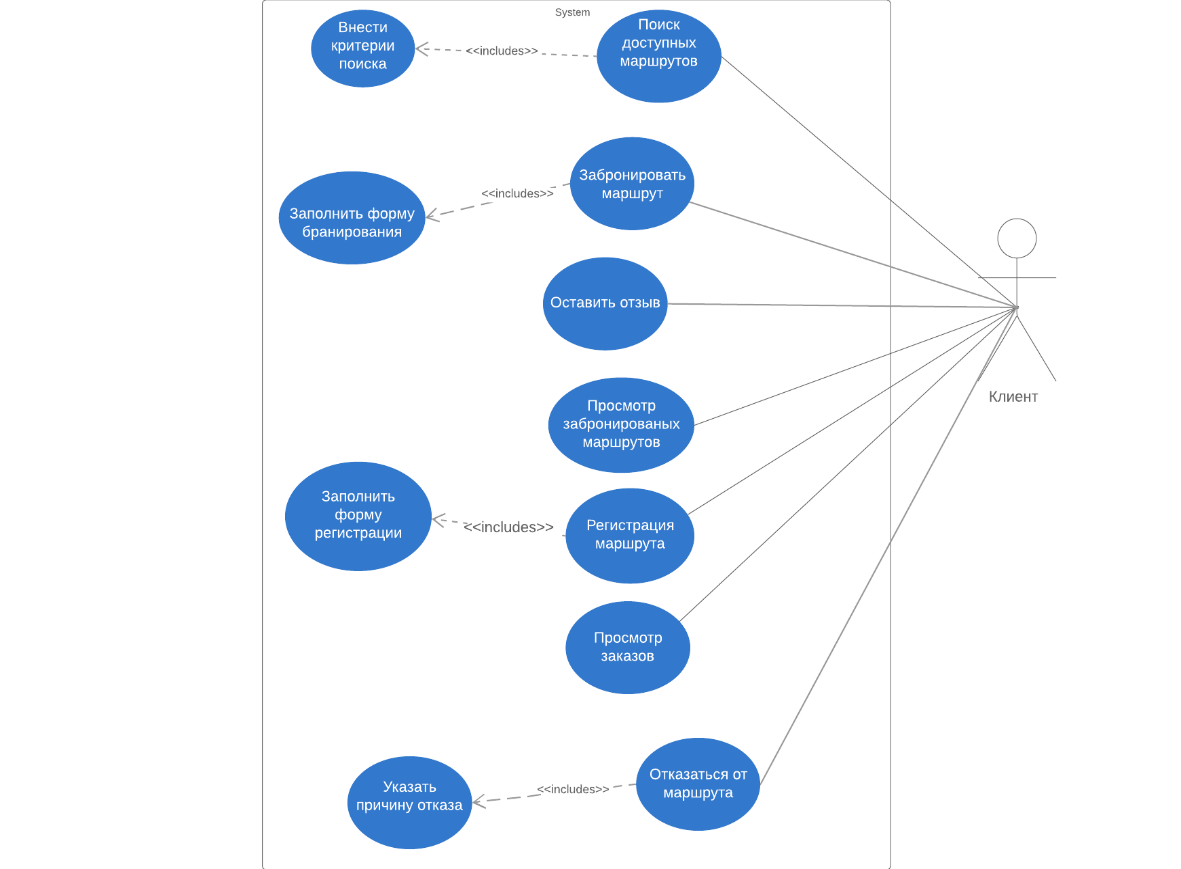 System
Внести
критерии
поиска
<<includes>>
Поиск
доступных
маршрутов
Забронировать
маршрут
<<includes>>
Заполнить форму
бранирования
Оставить отзыв
Клиент
Просмотр
забронированых
маршрутов
Заполнить
форму
регистрации
<<includes>>
Регистрация
маршрута
Просмотр
заказов
Отказаться от
маршрута
<<includes>>
Указать
причину отказа